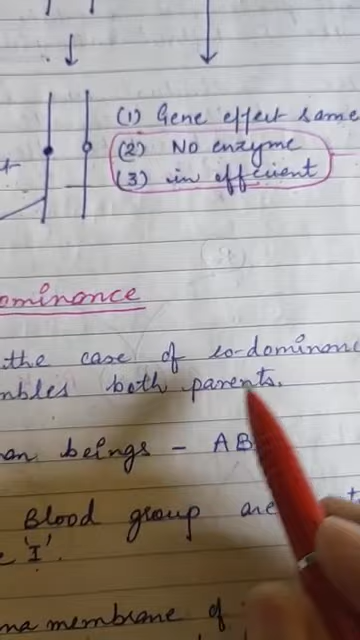 (1) Gene effect same
(2) No enzyme
(3) in efficient
ominance
the case of co-dominanc
mbles both parents.
an beings - AB
Blood group are
'I'.
ma membrane of